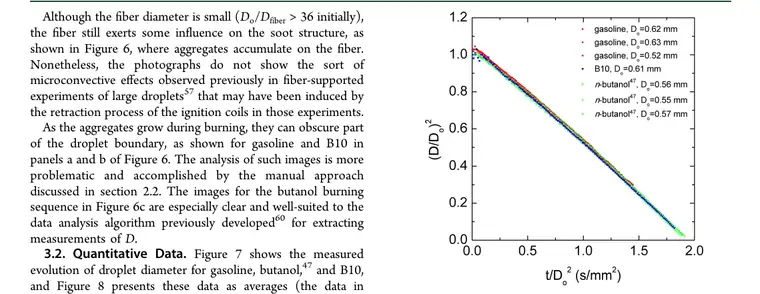 Although the fiber diameter is small (Do/Dfiber > 36 initially),
the fiber still exerts some influence on the soot structure, as
shown in Figure 6, where aggregates accumulate on the fiber.
Nonetheless, the photographs do not show the sort of
microconvective effects observed previously in fiber-supported
experiments of large droplets57 that may have been induced by
the retraction process of the ignition coils in those experiments.
As the aggregates grow during burning, they can obscure part
of the droplet boundary, as shown for gasoline and B10 in
panels a and b of Figure 6. The analysis of such images is more
problematic and accomplished by the manual approach
discussed in section 2.2. The images for the butanol burning
sequence in Figure 6c are especially clear and well-suited to the
data analysis algorithm previously developed60 for extracting
measurements of D.
3.2. Quantitative Data. Figure 7 shows the measured
evolution of droplet diameter for gasoline, butanol,47 and B10,
and Figure 8 presents these data as averages (the data in
(D/Do)2
1.2
1.0
0.8
0.6
0.4
0.2
0.0
gasoline, Do=0.62 mm
gasoline, Do=0.63 mm
gasoline, Do=0.52 mm
B10, Do=0.61 mm
n-butanol47, Do=0.56 mm
n-butanol47, Do=0.55 mm
n-butanol47, Do=0.57 mm
0.0 0.5 1.0 1.5 2.0
t/Do2 (s/mm2)